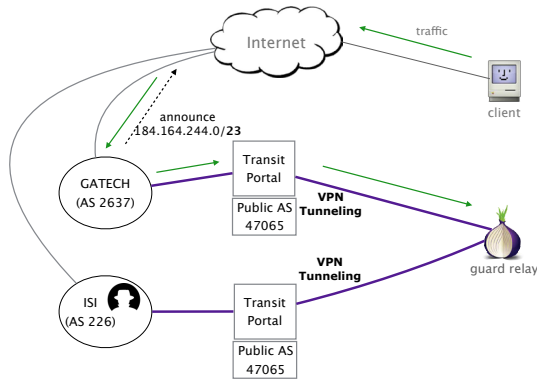 Internet
traffic
client
announce
184.164.244.0/23
GATECH
(AS 2637)
Transit
Portal
Public AS
47065
VPN
Tunneling
guard relay
VPN
Tunneling
ISI
(AS 226)
Transit
Portal
Public AS
47065